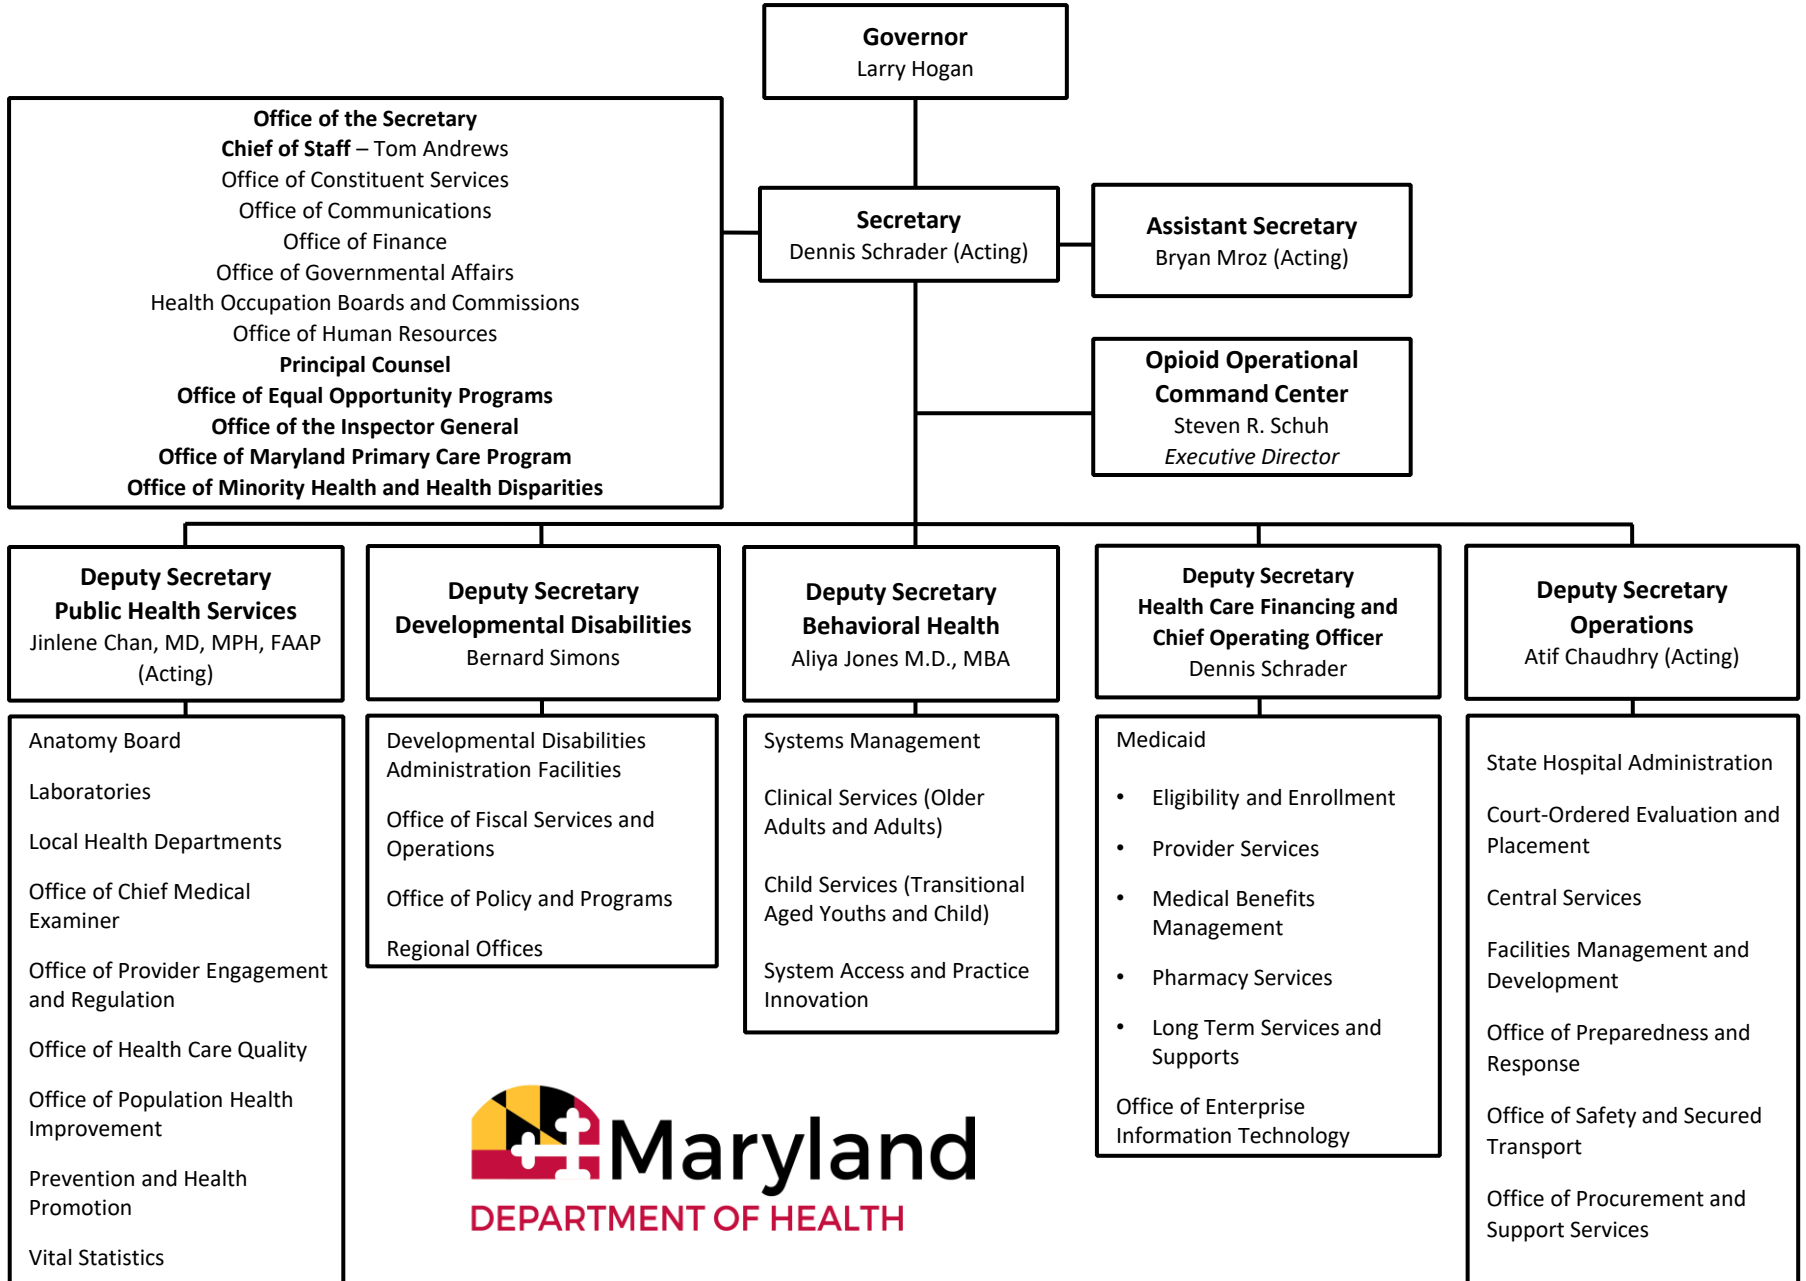 Governor
Larry Hogan
Office of the Secretary
Chief of Staff – Tom Andrews
Office of Constituent Services
Office of Communications
Office of Finance
Office of Governmental Affairs
Health Occupation Boards and Commissions
Office of Human Resources
Principal Counsel
Office of Equal Opportunity Programs
Office of the Inspector General
Office of Maryland Primary Care Program
Office of Minority Health and Health Disparities
Secretary
Dennis Schrader (Acting)
Assistant Secretary
Bryan Mroz (Acting)
Opioid Operational
Command Center
Steven R. Schuh
Executive Director
Deputy Secretary
Public Health Services
Jinlene Chan, MD, MPH, FAAP
(Acting)
Deputy Secretary
Developmental Disabilities
Bernard Simons
Deputy Secretary
Behavioral Health
Aliya Jones M.D., MBA
Deputy Secretary
Health Care Financing and
Chief Operating Officer
Dennis Schrader
Deputy Secretary
Operations
Atif Chaudhry (Acting)
Anatomy Board
Laboratories
Local Health Departments
Office of Chief Medical
Examiner
Office of Provider Engagement
and Regulation
Office of Health Care Quality
Office of Population Health
Improvement
Prevention and Health
Promotion
Vital Statistics
Developmental Disabilities
Administration Facilities
Office of Fiscal Services and
Operations
Office of Policy and Programs
Regional Offices
Systems Management
Clinical Services (Older
Adults and Adults)
Child Services (Transitional
Aged Youths and Child)
System Access and Practice
Innovation
Medicaid
• Eligibility and Enrollment
• Provider Services
• Medical Benefits
Management
• Pharmacy Services
• Long Term Services and
Supports
Office of Enterprise
Information Technology
State Hospital Administration
Court-Ordered Evaluation and
Placement
Central Services
Facilities Management and
Development
Office of Preparedness and
Response
Office of Safety and Secured
Transport
Office of Procurement and
Support Services
Maryland
DEPARTMENT OF HEALTH